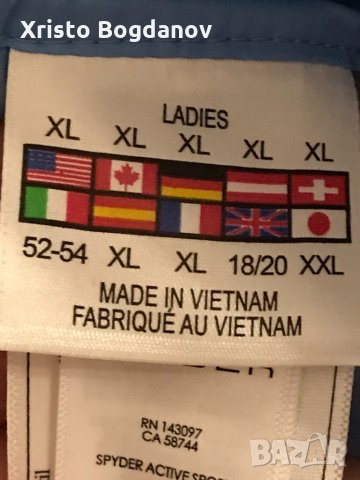 Xristo Bogdanov
LADIES
XL XL XL XL XL
52-54 XL XL 18/20 XXL
MADE IN VIETNAM
FABRIQUÉ AU VIETNAM
RN 143097
CA 58744
SPYDER ACTIVE
BAZAR